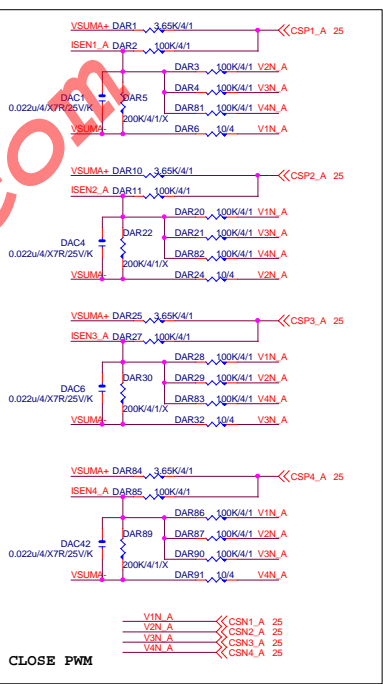 VSUMA+ DAR1 3.65K/4/1 CSP1_A 25
ISEN1_A DAR2 100K/4/1
DAR3 100K/4/1 V2N_A
DAC1 DAR5 DAR4 100K/4/1 V3N_A
0.022u/4/X7R/25V/K DAR81 100K/4/1 V4N_A
200K/4/1/X
VSUMA- DAR6 10/4 V1N_A
VSUMA+ DAR10 3.65K/4/1 CSP2_A 25
ISEN2_A DAR11 100K/4/1
DAR20 100K/4/1 V1N_A
DAC4 DAR22 DAR21 100K/4/1 V3N_A
0.022u/4/X7R/25V/K DAR82 100K/4/1 V4N_A
200K/4/1/X
VSUMA- DAR24 10/4 V2N_A
VSUMA+ DAR25 3.65K/4/1 CSP3_A 25
ISEN3_A DAR27 100K/4/1
DAR28 100K/4/1 V1N_A
DAC6 DAR30 DAR29 100K/4/1 V2N_A
0.022u/4/X7R/25V/K DAR83 100K/4/1 V4N_A
200K/4/1/X
VSUMA- DAR32 10/4 V3N_A
VSUMA+ DAR84 3.65K/4/1 CSP4_A 25
ISEN4_A DAR85 100K/4/1
DAR86 100K/4/1 V1N_A
DAC42 DAR89 DAR87 100K/4/1 V2N_A
0.022u/4/X7R/25V/K DAR90 100K/4/1 V3N_A
200K/4/1/X
VSUMA- DAR91 10/4 V4N_A
V1N_A CSN1_A 25
V2N_A CSN2_A 25
V3N_A CSN3_A 25
V4N_A CSN4_A 25
CLOSE PWM
com